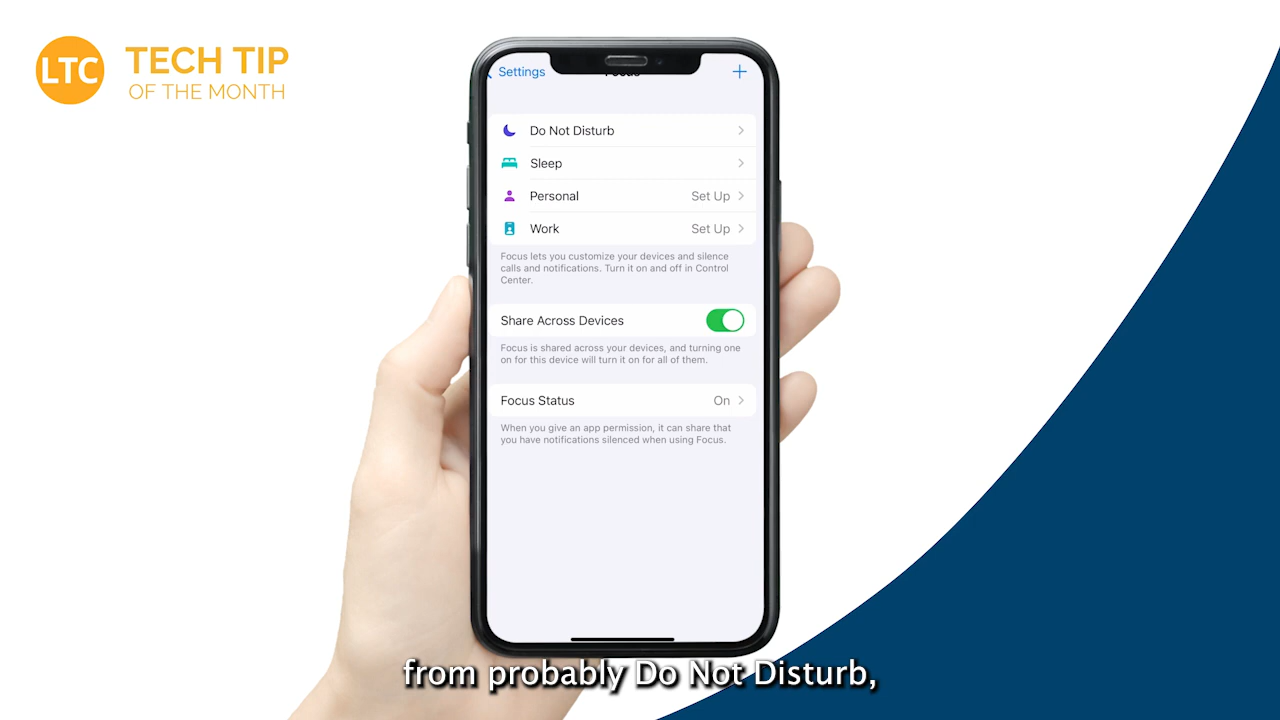 LTC
TECH TIP
OF THE MONTH
Settings
Focus
Do Not Disturb
Sleep
Personal
Set Up
Work
Set Up
Focus lets you customize your devices and silence
calls and notifications. Turn it on and off in Control
Center.
Share Across Devices
Focus is shared across your devices, and turning one
on for this device will turn it on for all of them.
Focus Status
On
When you give an app permission, it can share that
you have notifications silenced when using Focus.
from probably Do Not Disturb,